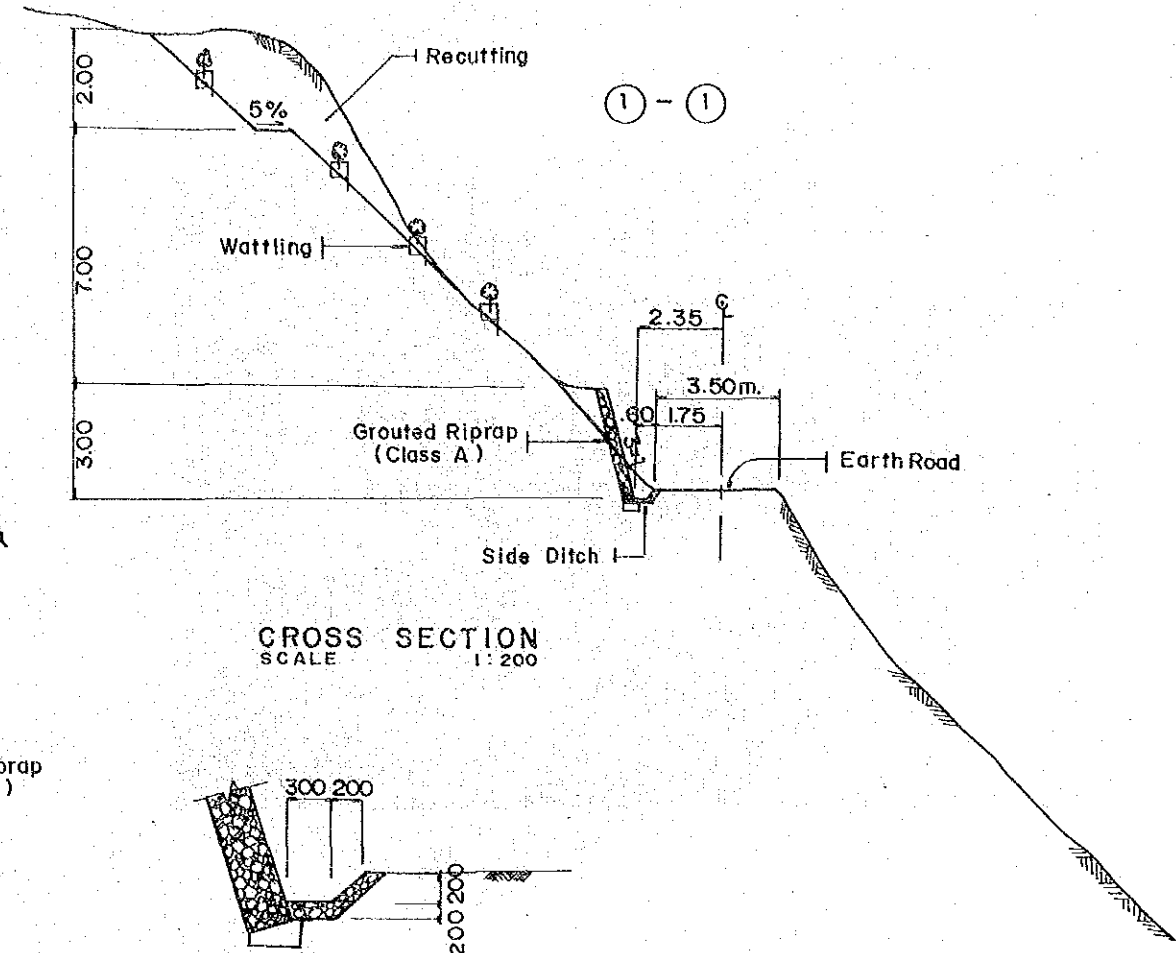 2.00
Recutting
1 - 1
5%
Wattling
7.00
2.35
3.50m.
.60 1.75
Grouted Riprap
(Class A)
3.00
Earth Road
Side Ditch
CROSS SECTION
SCALE 1:200
prap
)
300 200
200 200